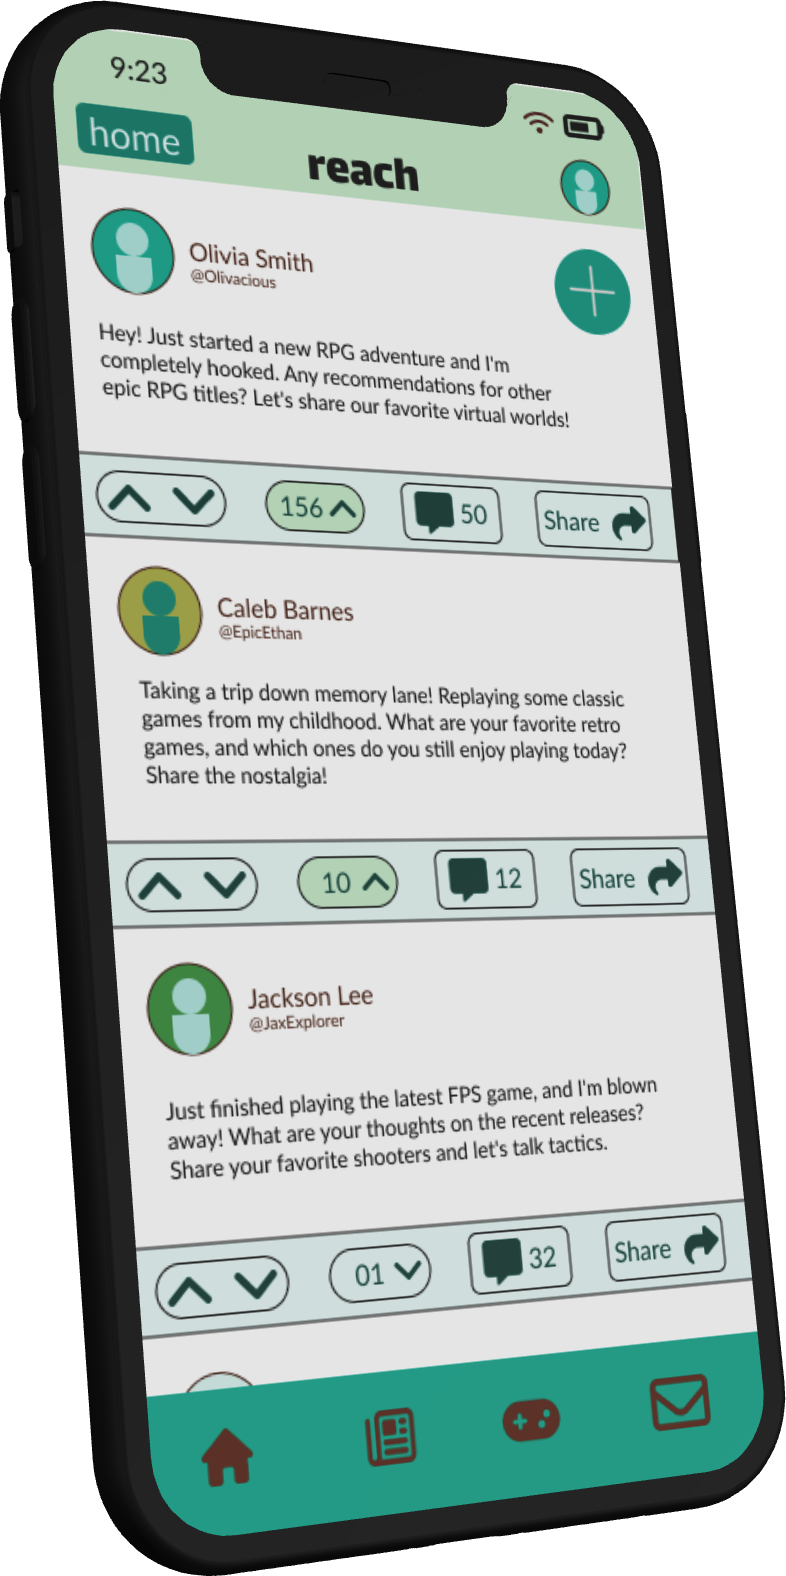 9:23
home
reach
Olivia Smith
@Olivacious
Hey! Just started a new RPG adventure and I'm
completely hooked. Any recommendations for other
epic RPG titles? Let's share our favorite virtual worlds!
156 50 Share
Caleb Barnes
@EpicEthan
Taking a trip down memory lane! Replaying some classic
games from my childhood. What are your favorite retro
games, and which ones do you still enjoy playing today?
Share the nostalgia!
10 12 Share
Jackson Lee
@JaxExplorer
Just finished playing the latest FPS game, and I'm blown
away! What are your thoughts on the recent releases?
Share your favorite shooters and let's talk tactics.
01 32 Share